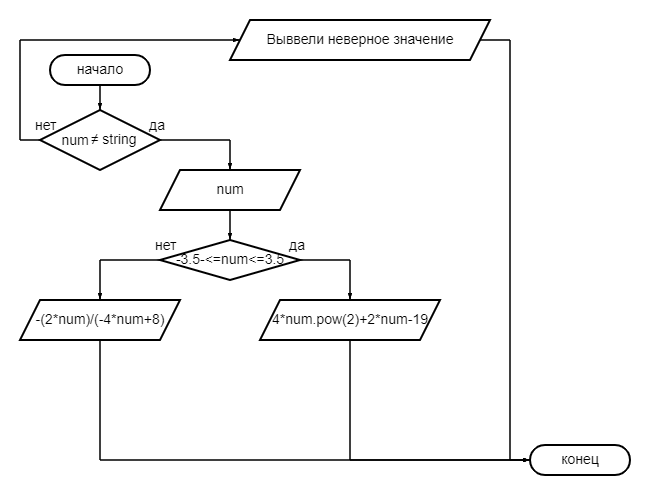 Выввели неверное значение
начало
нет
да
num ≠ string
num
нет
да
-3.5-<=num<=3.5
-(2*num)/(-4*num+8)
4*num.pow(2)+2*num-19
конец